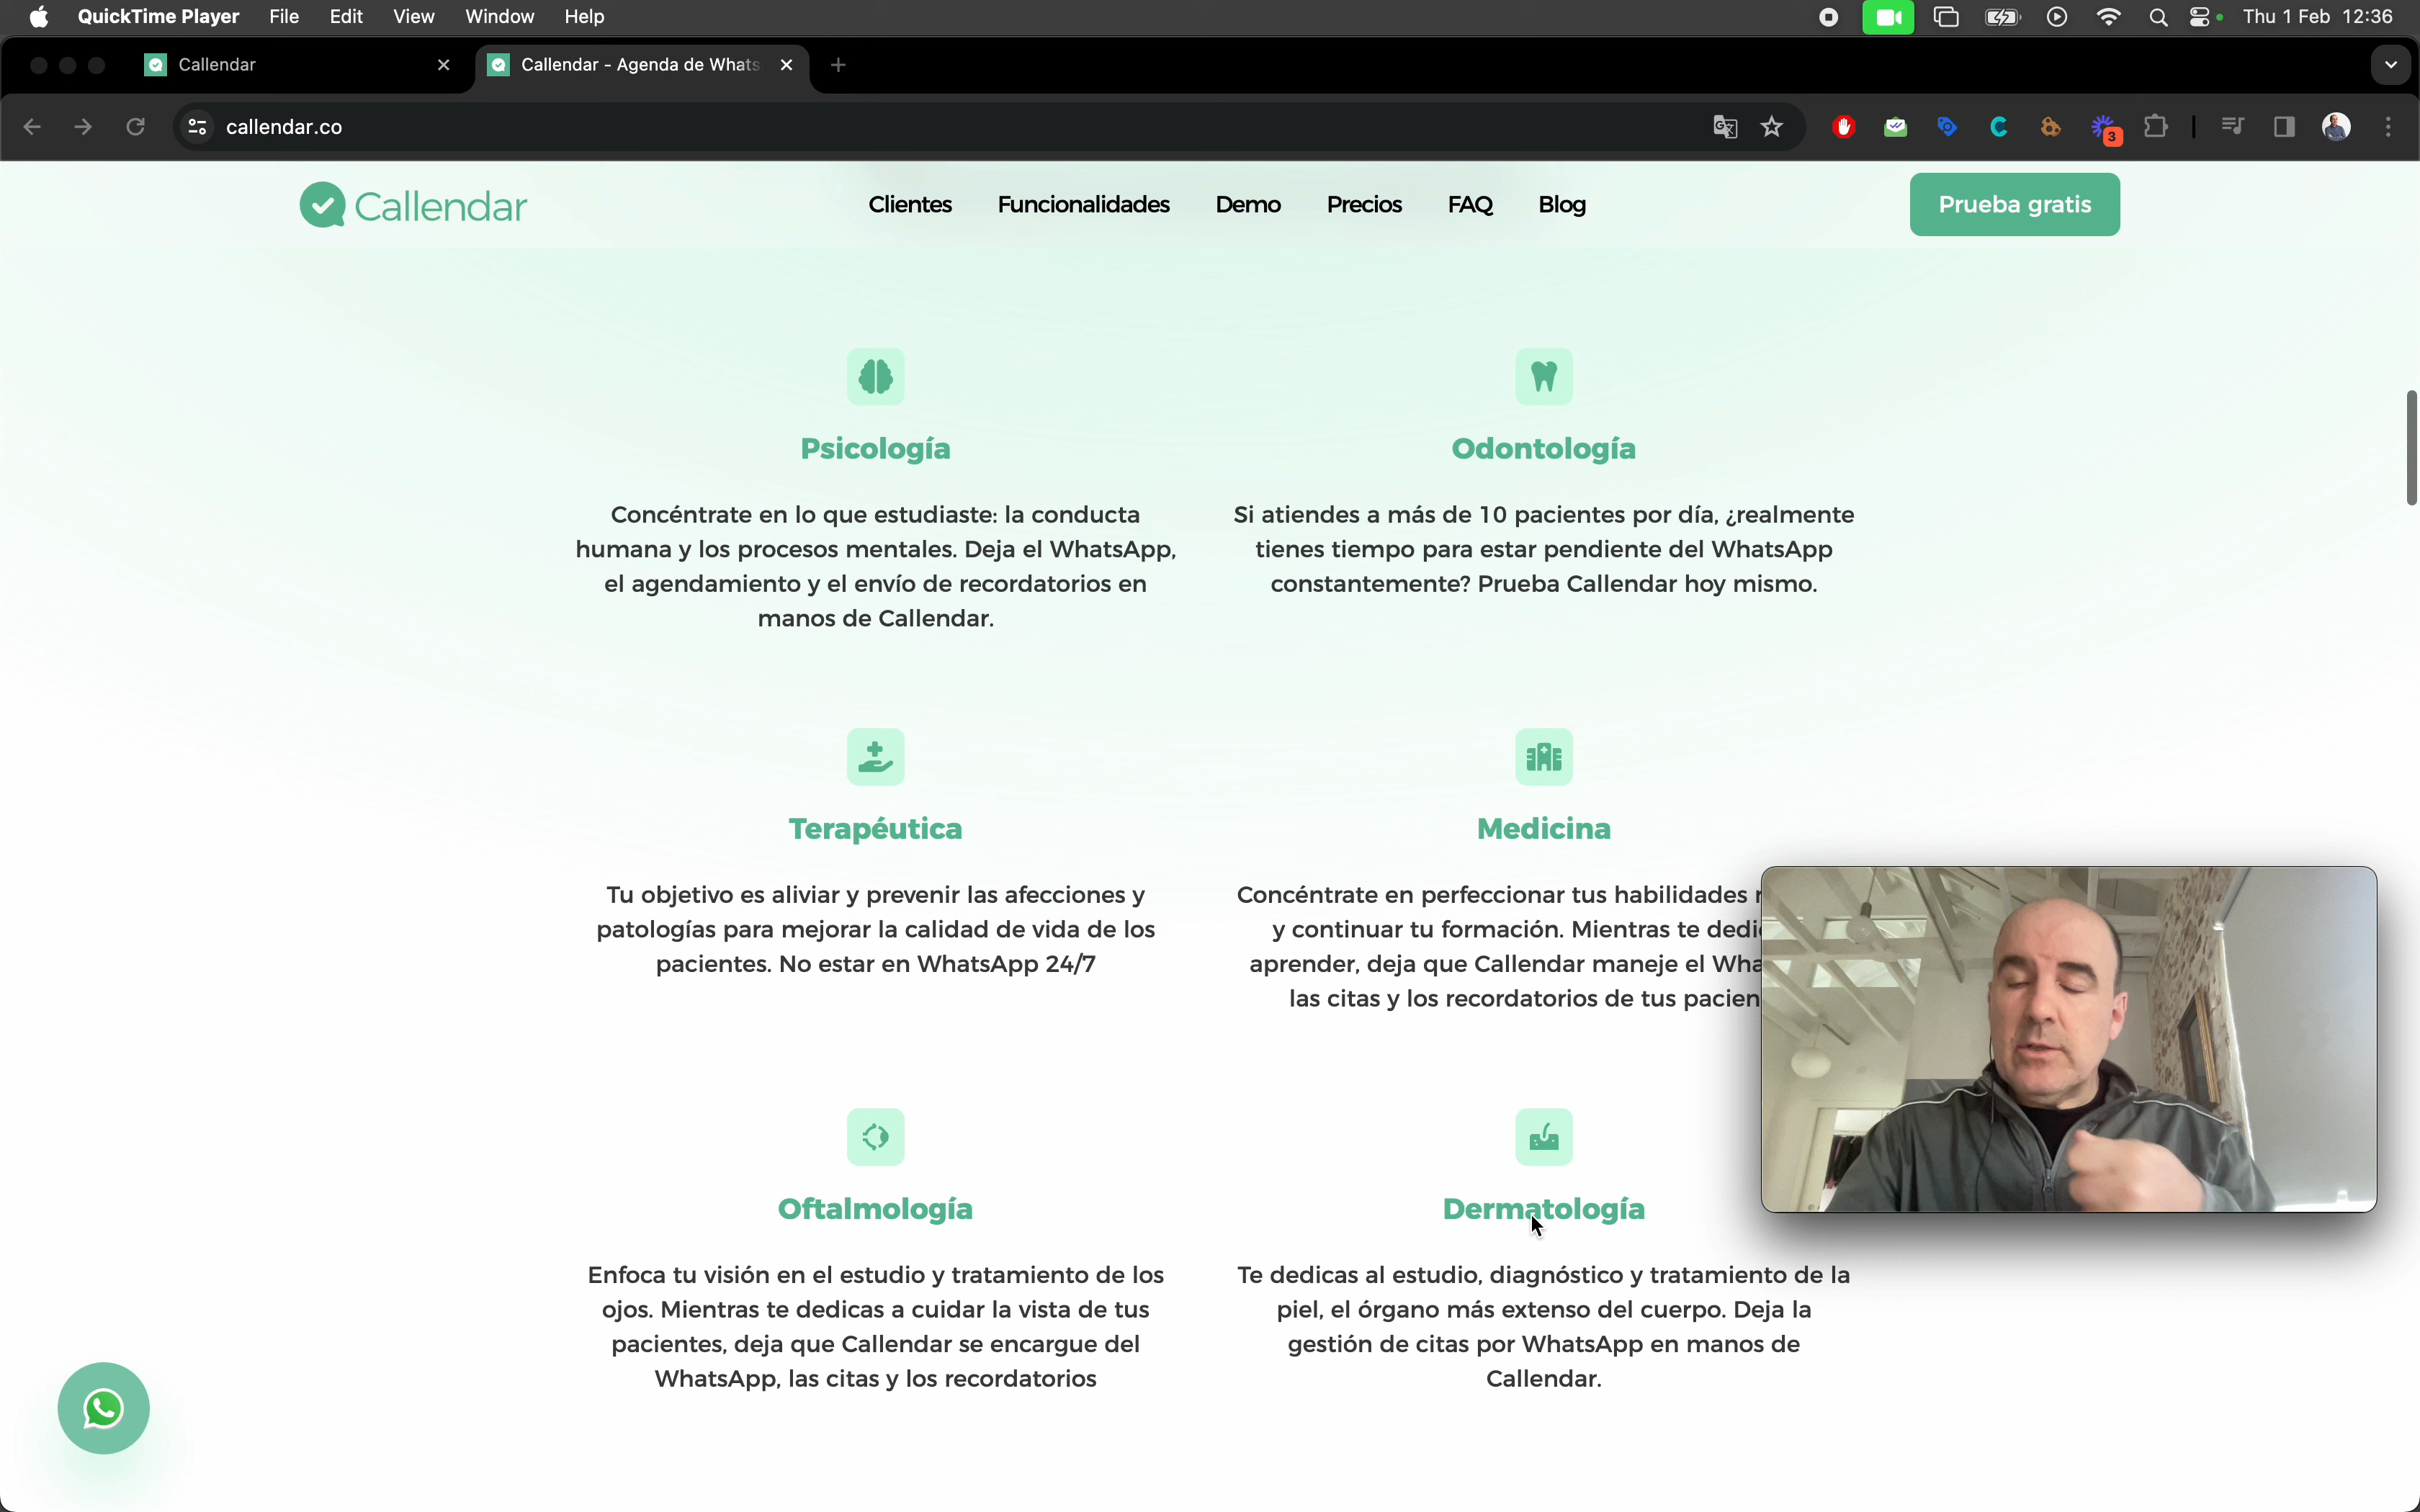 QuickTime Player File Edit View Window Help Thu 1 Feb 12:36
Callendar
Callendar - Agenda de Whats
callendar.co
3
Callendar
Clientes Funcionalidades Demo Precios FAQ Blog
Prueba gratis
Psicología
Concéntrate en lo que estudiaste: la conducta
humana y los procesos mentales. Deja el WhatsApp,
el agendamiento y el envío de recordatorios en
manos de Callendar.
Odontología
Si atiendes a más de 10 pacientes por día, ¿realmente
tienes tiempo para estar pendiente del WhatsApp
constantemente? Prueba Callendar hoy mismo.
Terapéutica
Tu objetivo es aliviar y prevenir las afecciones y
patologías para mejorar la calidad de vida de los
pacientes. No estar en WhatsApp 24/7
Medicina
Concéntrate en perfeccionar tus habilidades
y continuar tu formación. Mientras te dedi
aprender, deja que Callendar maneje el Wha
las citas y los recordatorios de tus pacien
Oftalmología
Enfoca tu visión en el estudio y tratamiento de los
ojos. Mientras te dedicas a cuidar la vista de tus
pacientes, deja que Callendar se encargue del
WhatsApp, las citas y los recordatorios
Dermatología
Te dedicas al estudio, diagnóstico y tratamiento de la
piel, el órgano más extenso del cuerpo. Deja la
gestión de citas por WhatsApp en manos de
Callendar.